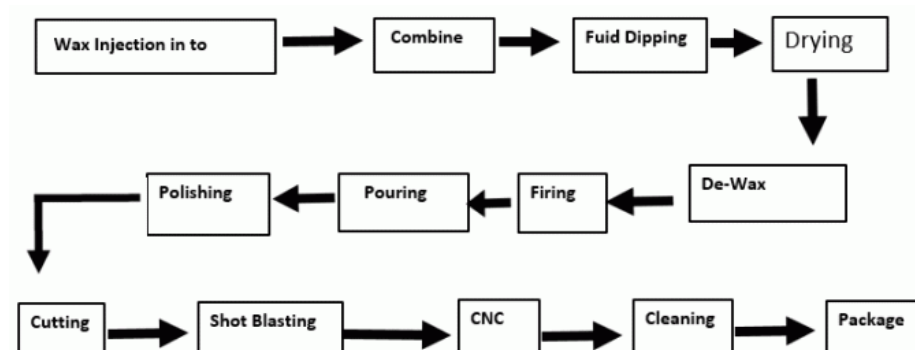 Wax Injection in to
Combine
Fuid Dipping
Drying
De-Wax
Firing
Pouring
Polishing
Cutting
Shot Blasting
CNC
Cleaning
Package